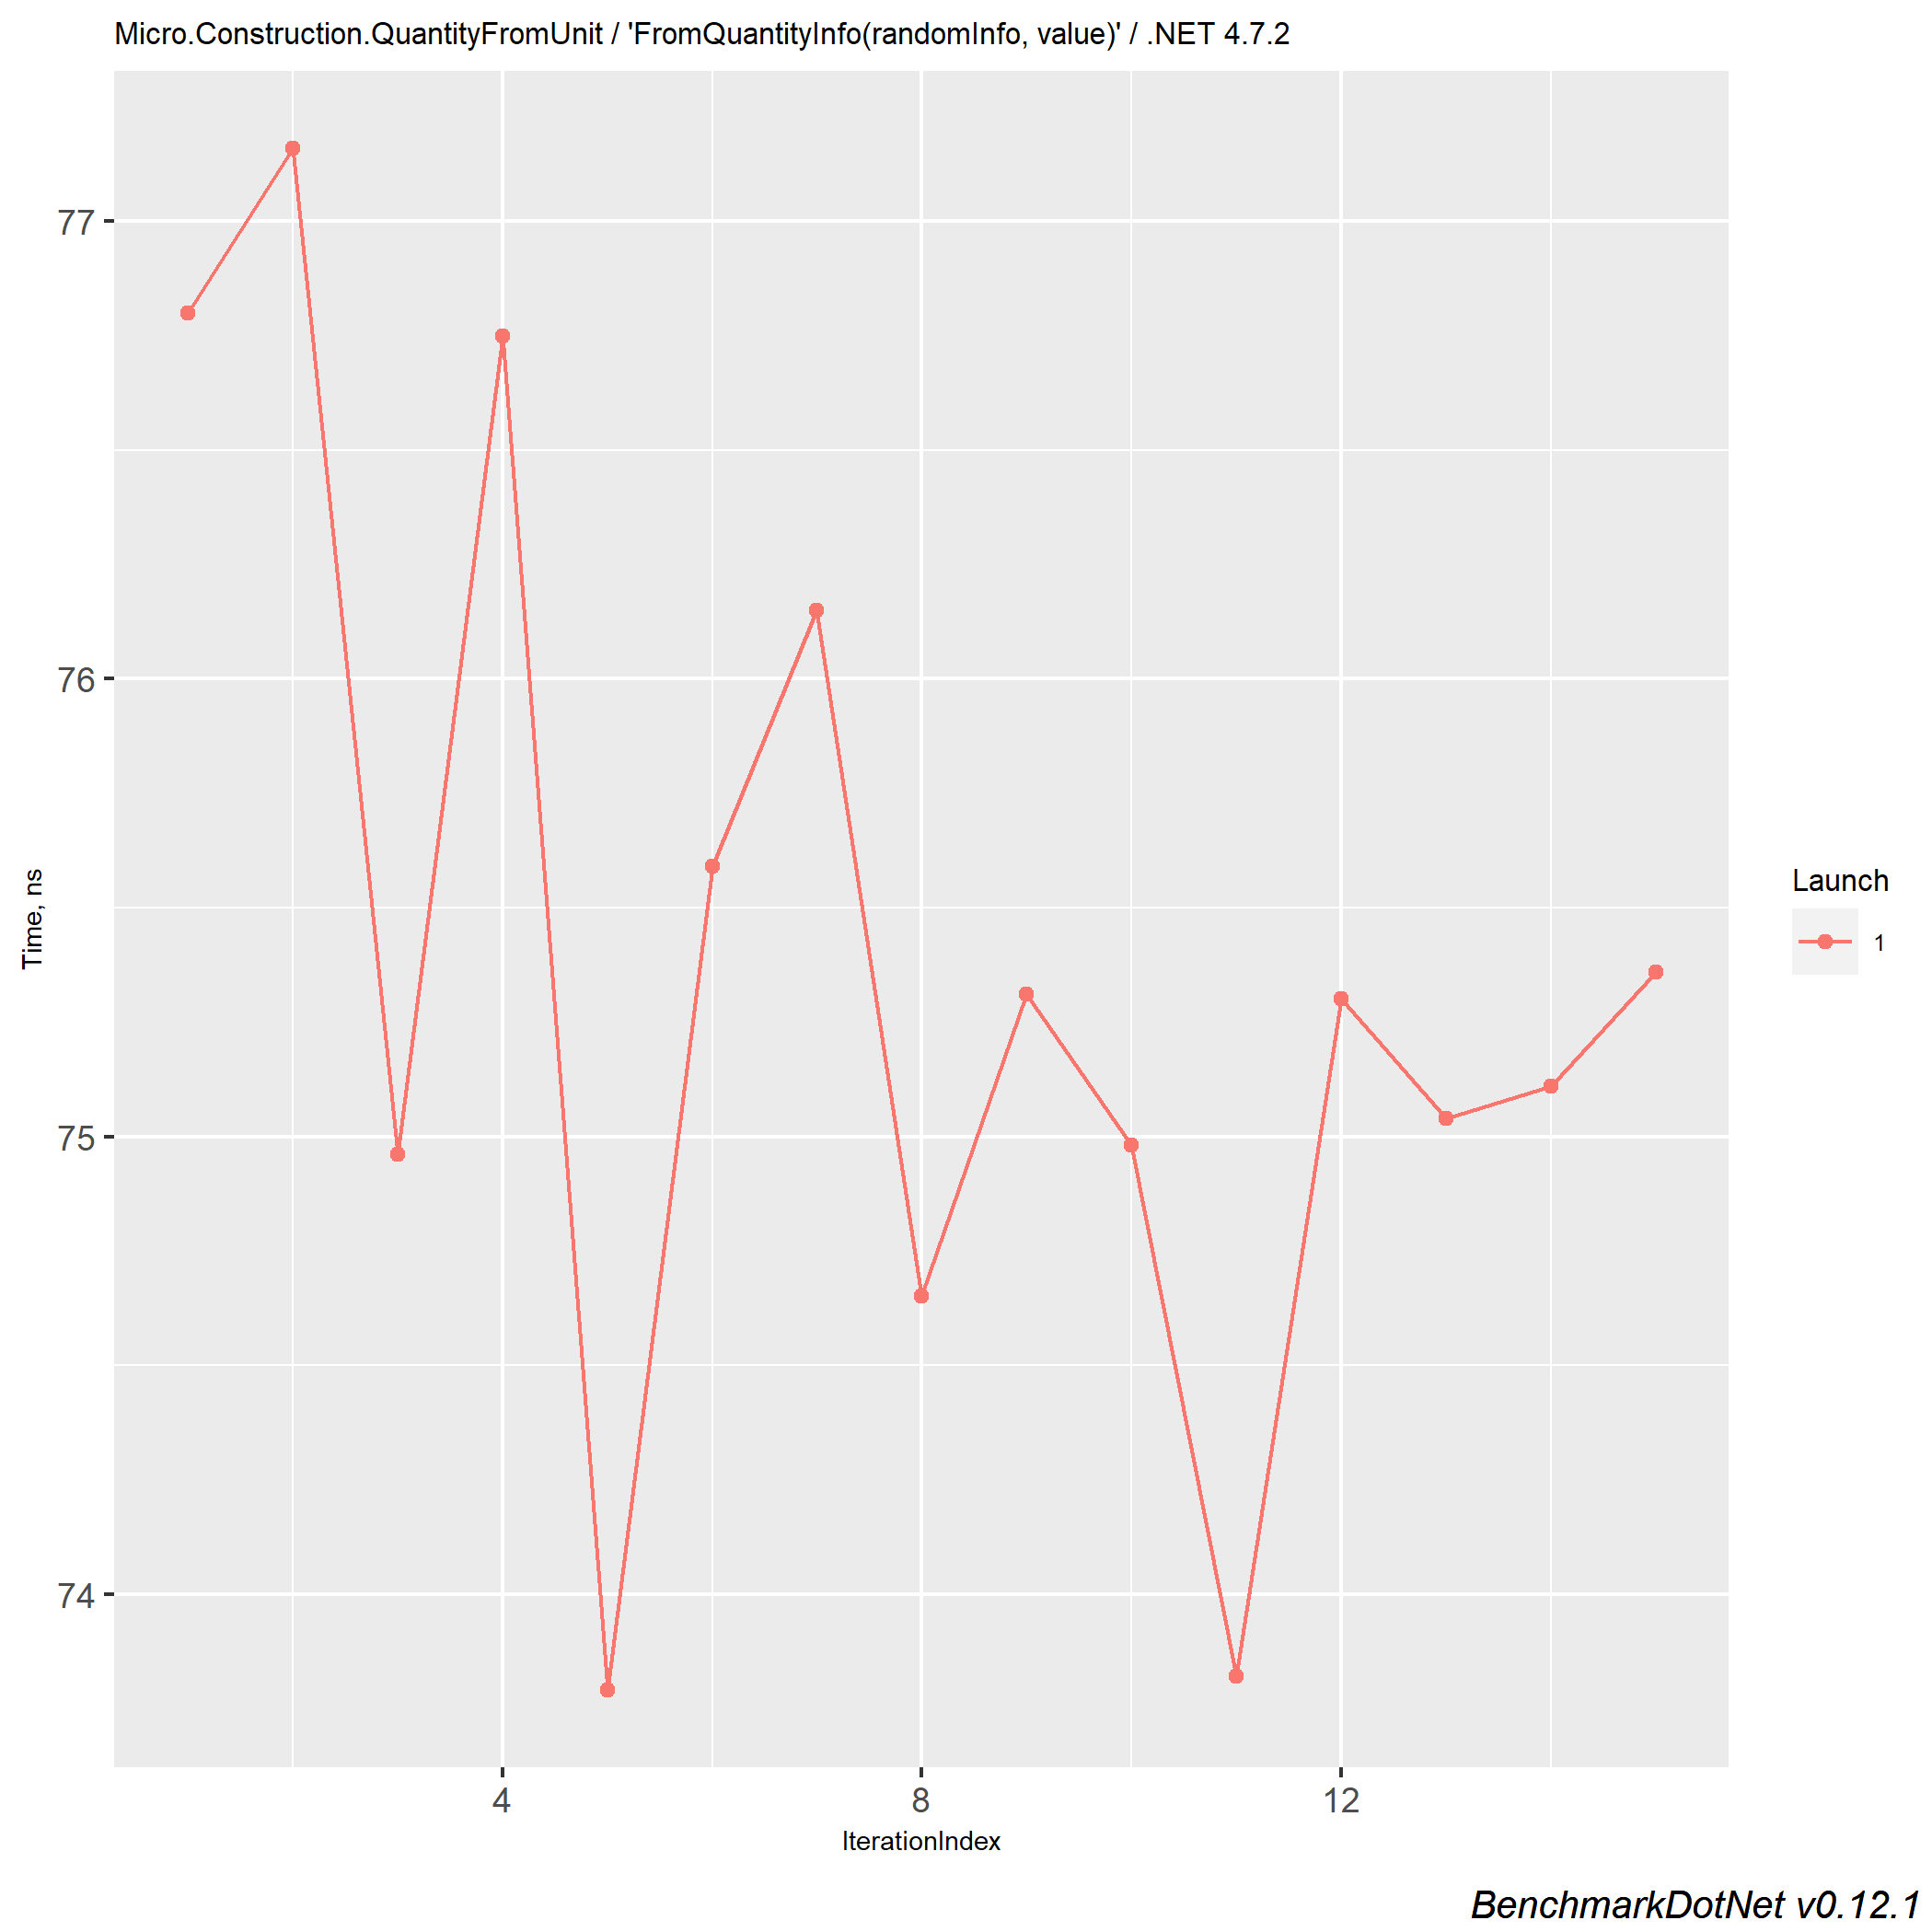 Micro.Construction.QuantityFromUnit / 'FromQuantityInfo(randomInfo, value)' / .NET 4.7.2
77
76
75
74
Time, ns
4
8
12
IterationIndex
Launch
1
BenchmarkDotNet v0.12.1